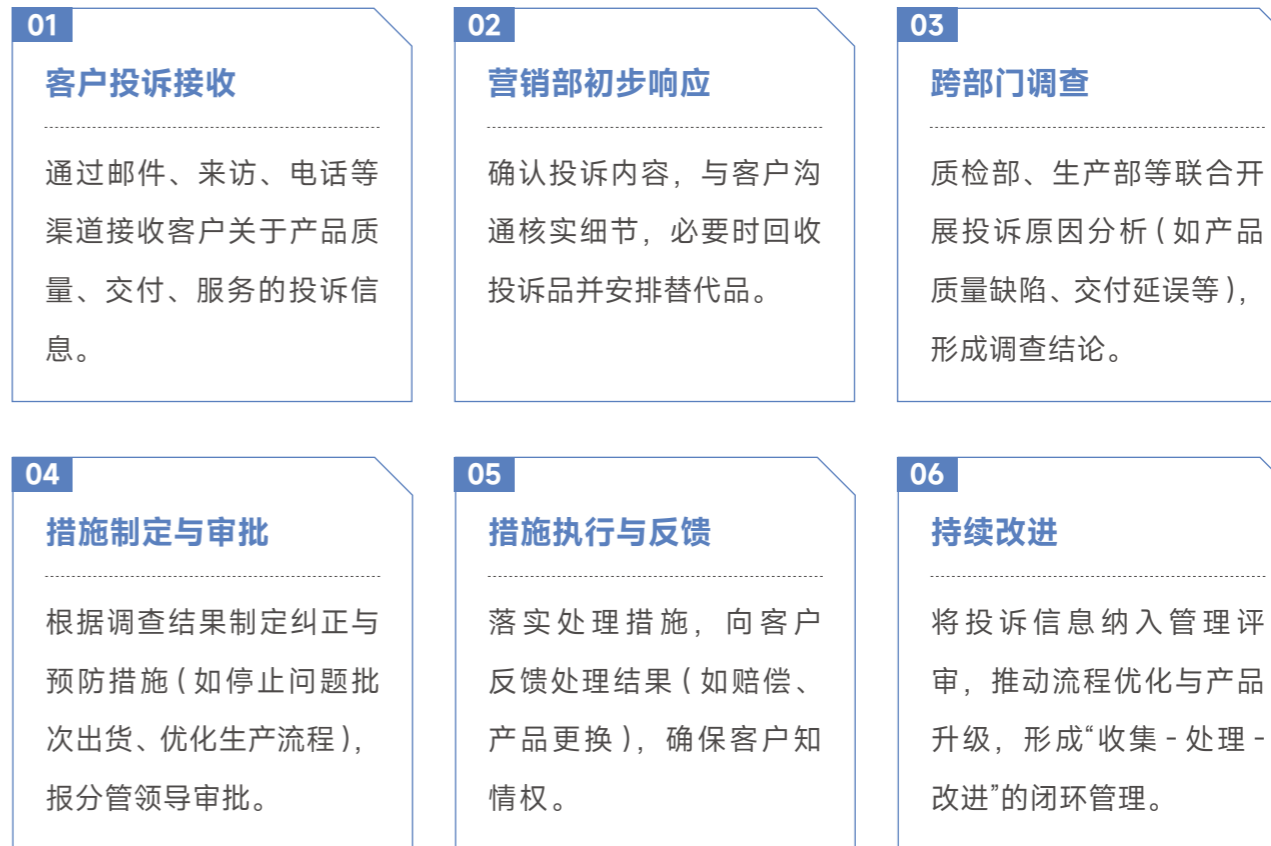 01
客户投诉接收
通过邮件、来访、电话等
渠道接收客户关于产品质
量、交付、服务的投诉信
息。
02
营销部初步响应
确认投诉内容，与客户沟
通核实细节，必要时回收
投诉品并安排替代品。
03
跨部门调查
质检部、生产部等联合开
展投诉原因分析（如产品
质量缺陷、交付延误等），
形成调查结论。
04
措施制定与审批
根据调查结果制定纠正与
预防措施（如停止问题批
次出货、优化生产流程），
报分管领导审批。
05
措施执行与反馈
落实处理措施，向客户
反馈处理结果（如赔偿、
产品更换），确保客户知
情权。
06
持续改进
将投诉信息纳入管理评
审，推动流程优化与产品
升级，形成“收集 - 处理 -
改进”的闭环管理。